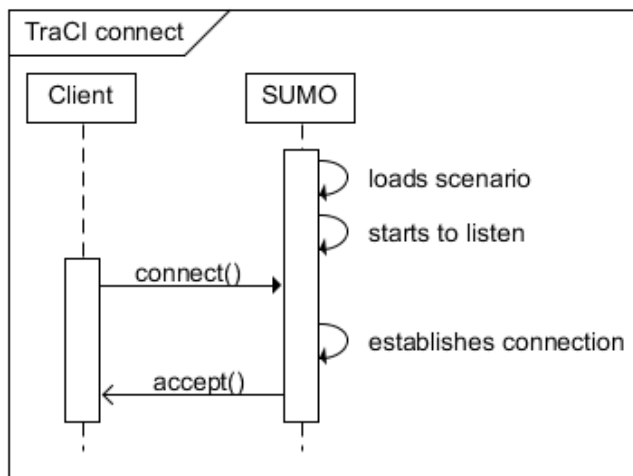 TraCI connect
Client
SUMO
loads scenario
starts to listen
connect()
establishes connection
accept()